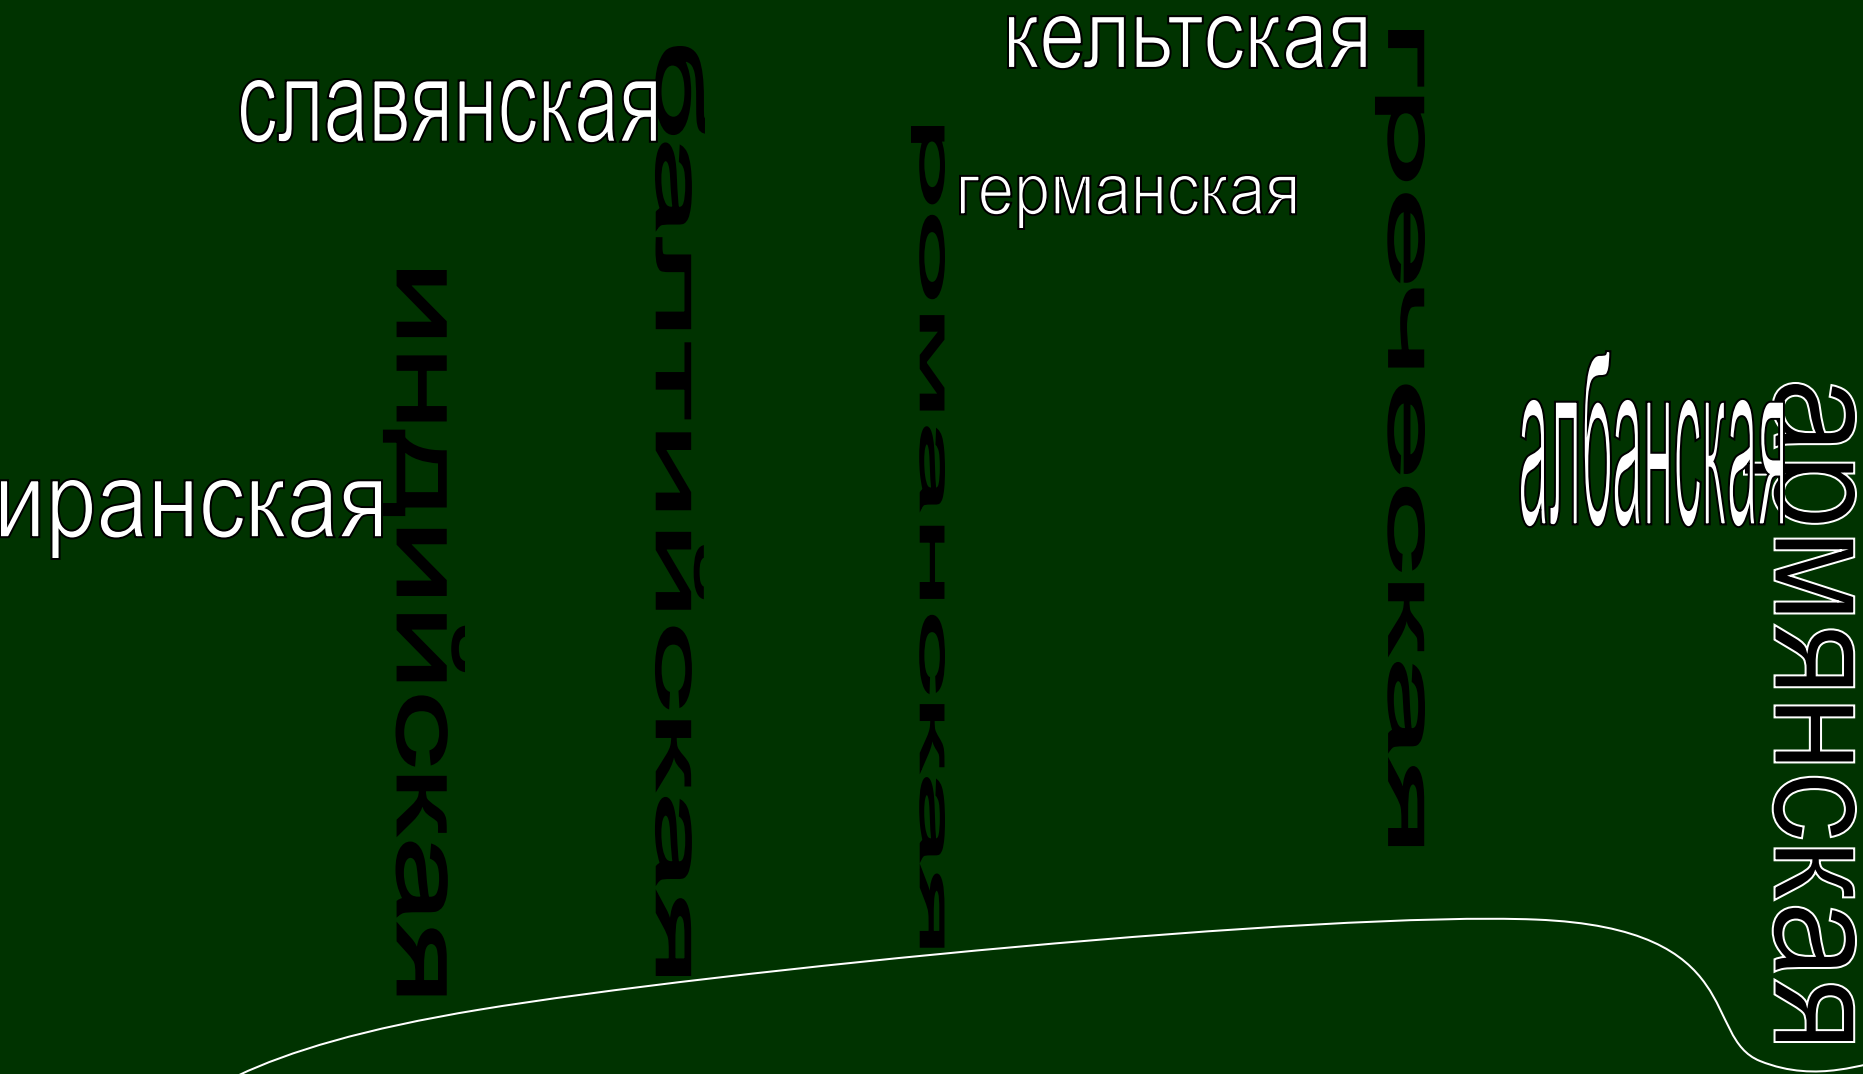 кельтская
славянская
германская
иранская
индийская
балтийская
романская
греческая
албанская
армянская